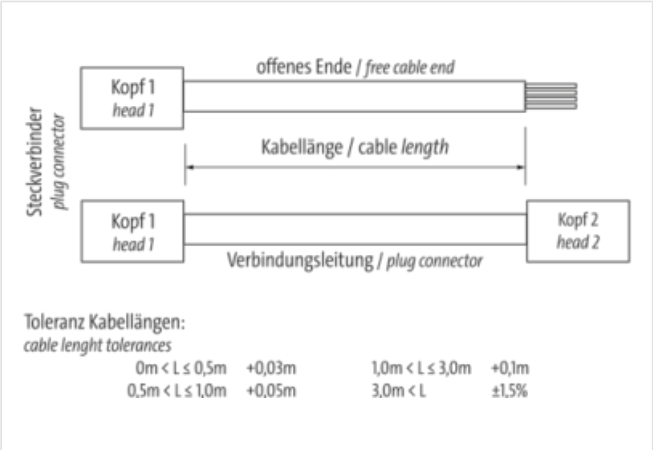 offenes Ende / free cable end
Kopf 1
head 1
Steckverbinder
plug connector
Kabellänge / cable length
Kopf 1
head 1
Kopf 2
head 2
Verbindungsleitung / plug connector
Toleranz Kabellängen:
cable lenght tolerances
0m < L ≤ 0,5m +0,03m 1,0m < L ≤ 3,0m +0,1m
0.5m < L ≤ 1,0m +0,05m 3,0m < L ±1,5%